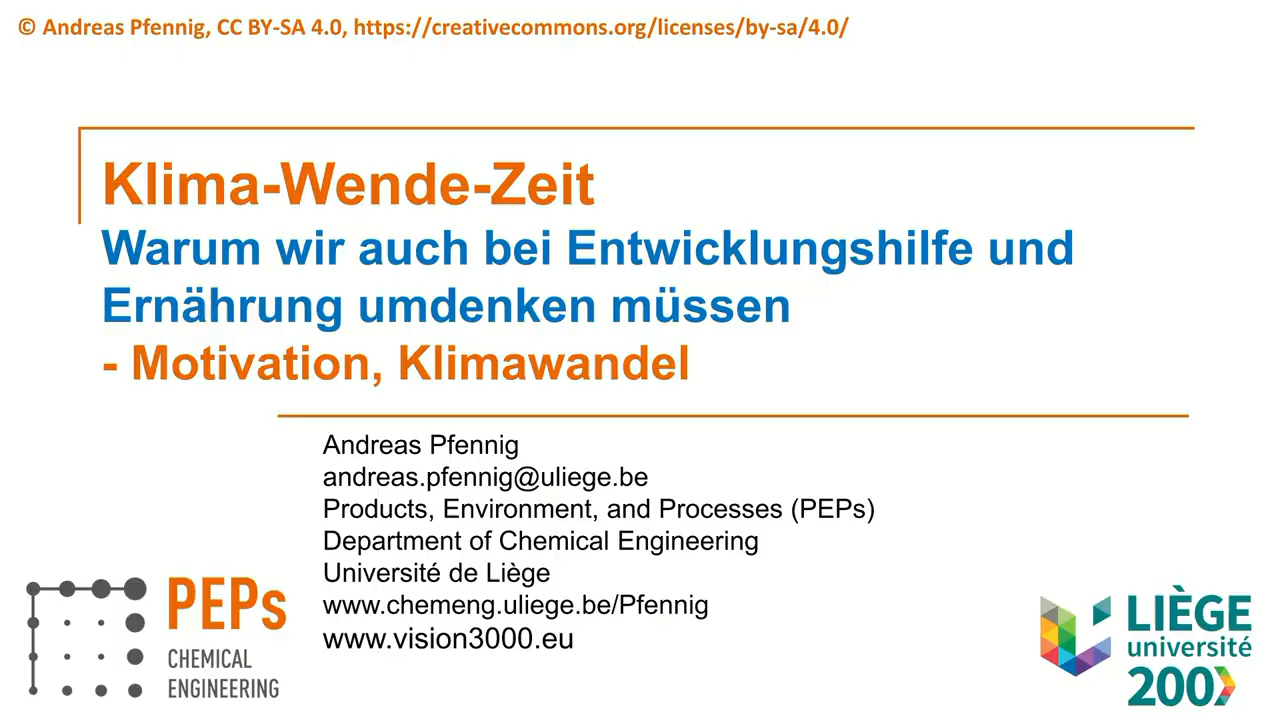 © Andreas Pfennig, CC BY-SA 4.0, https://creativecommons.org/licenses/by-sa/4.0/
Klima-Wende-Zeit
Warum wir auch bei Entwicklungshilfe und
Ernährung umdenken müssen
- Motivation, Klimawandel
Andreas Pfennig
andreas.pfennig@uliege.be
Products, Environment, and Processes (PEPs)
Department of Chemical Engineering
Université de Liège
www.chemeng.uliege.be/Pfennig
www.vision3000.eu
PEPs
CHEMICAL
ENGINEERING
LIÈGE
université
200